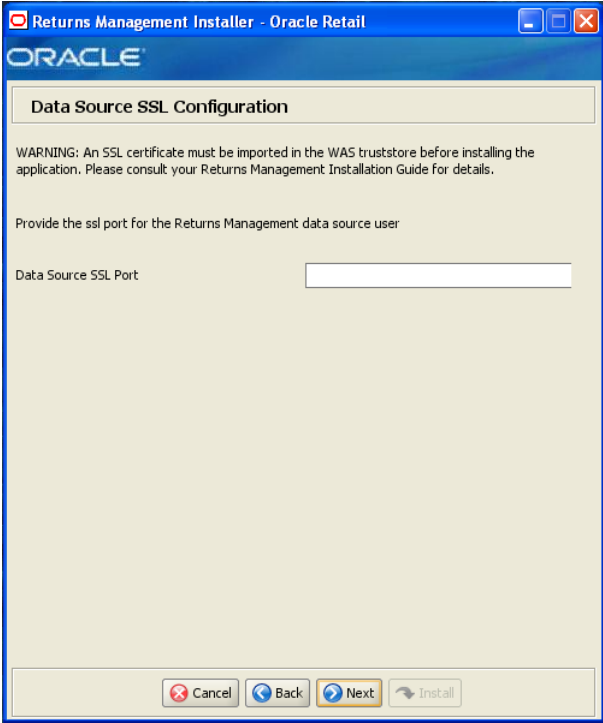 Returns Management Installer - Oracle Retail
ORACLE
Data Source SSL Configuration
WARNING: An SSL certificate must be imported in the WAS truststore before installing the
application. Please consult your Returns Management Installation Guide for details.
Provide the ssl port for the Returns Management data source user
Data Source SSL Port
Cancel Back Next Install